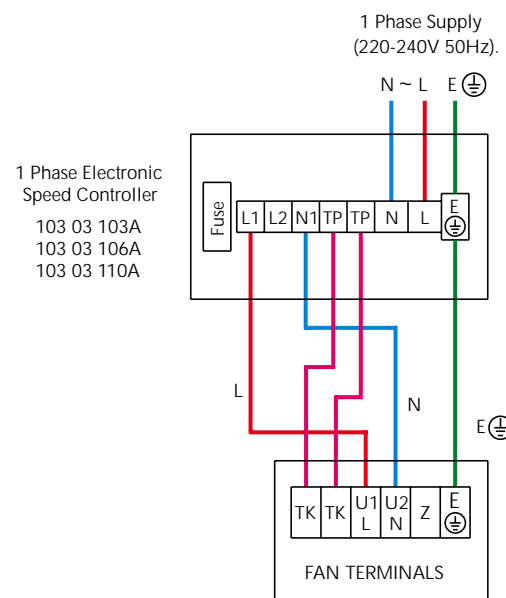 1 Phase Supply
(220-240V 50Hz).
N ~ L E
1 Phase Electronic
Speed Controller
103 03 103A
103 03 106A
103 03 110A
Fuse
L1 L2 N1 TP TP N L E
L
N
E
TK TK U1 L U2 N Z E
FAN TERMINALS